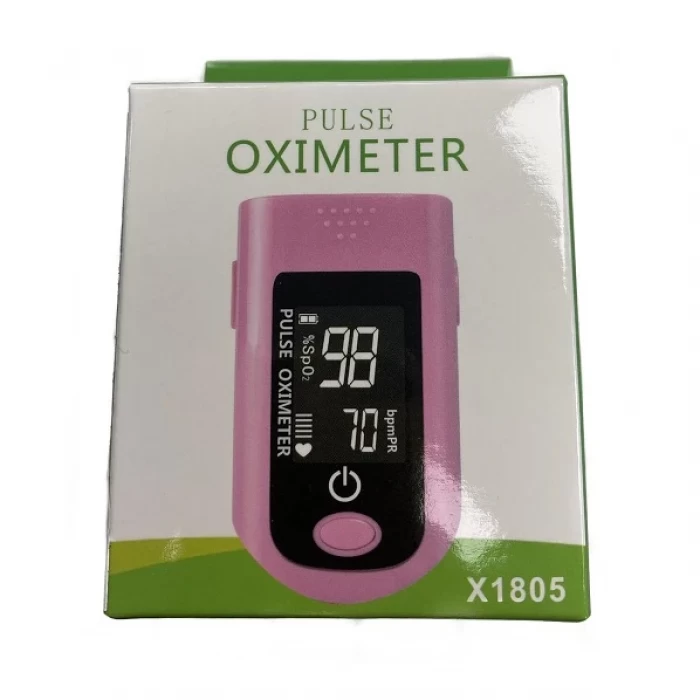 PULSE
OXIMETER
PULSE OXIMETER
%SpO₂
98
70
bpmPR
X1805